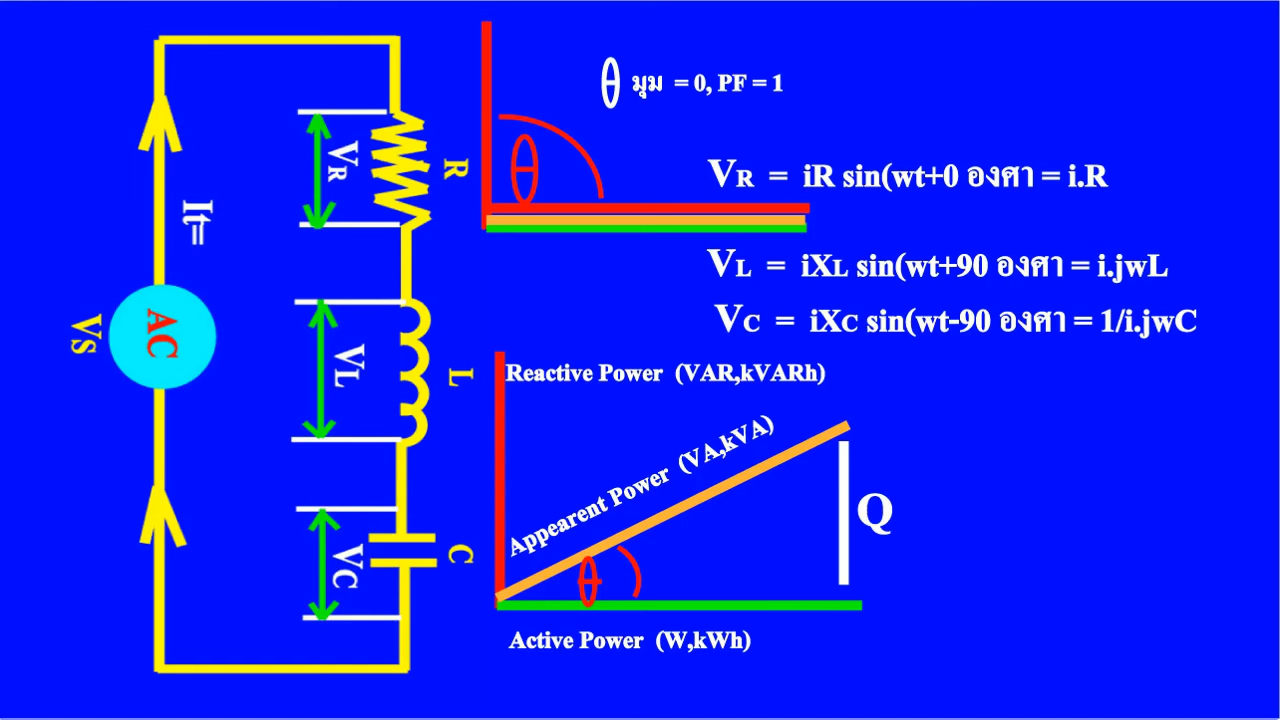 θ มุม = 0, PF = 1
θ
VR = iR sin(wt+0 องศา = i.R
VL = iXL sin(wt+90 องศา = i.jwL
VC = iXC sin(wt-90 องศา = 1/i.jwC
R
VR
It=
AC
VS
VL
L
VC
C
Reactive Power (VAR,kVARh)
Appearent Power (VA,kVA)
Q
θ
Active Power (W,kWh)